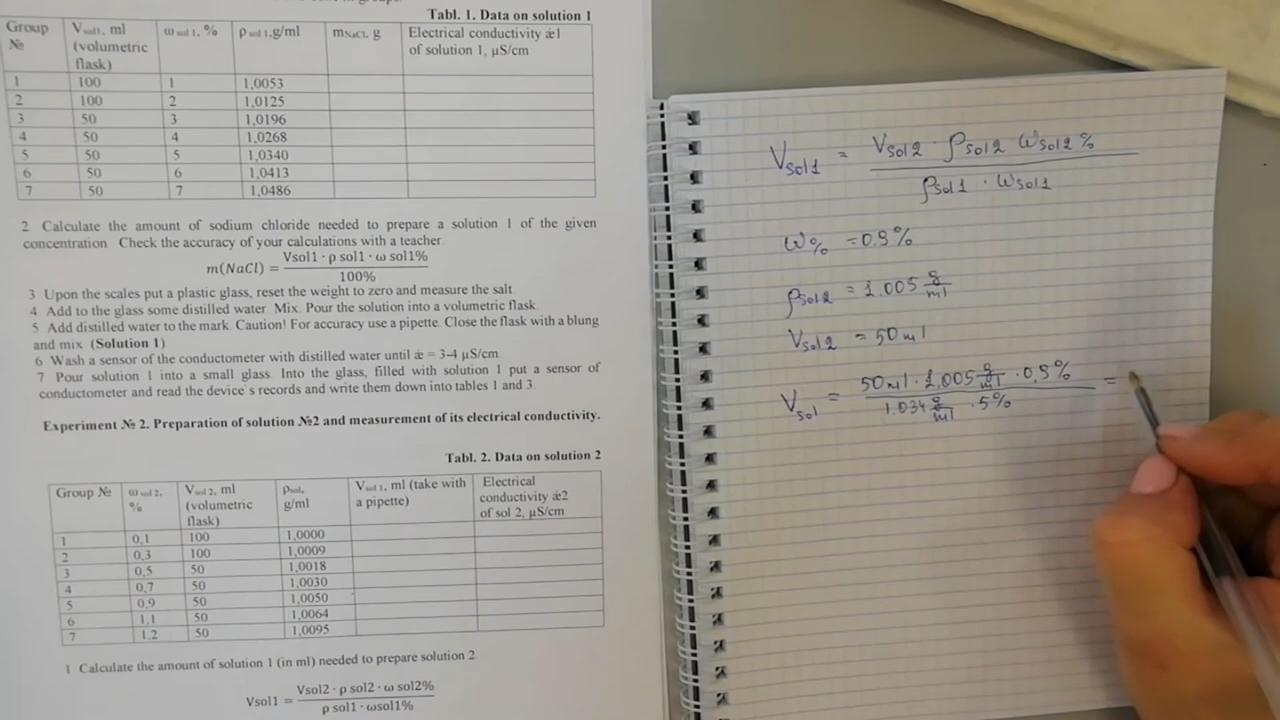 Tabl. 1. Data on solution 1
Group № V sol1, ml (volumetric flask) ω sol 1, % ρ sol 1, g/ml mNaCl, g Electrical conductivity æ1 of solution 1, µS/cm
1 100 1 1,0053
2 100 2 1,0125
3 50 3 1,0196
4 50 4 1,0268
5 50 5 1,0340
6 50 6 1,0413
7 50 7 1,0486
2 Calculate the amount of sodium chloride needed to prepare a solution 1 of the given
concentration. Check the accuracy of your calculations with a teacher.
m(NaCl) = Vsol1 · ρ sol1 · ω sol1% / 100%
3 Upon the scales put a plastic glass, reset the weight to zero and measure the salt.
4 Add to the glass some distilled water. Mix. Pour the solution into a volumetric flask.
5 Add distilled water to the mark. Caution! For accuracy use a pipette. Close the flask with a blung
and mix (Solution 1).
6 Wash a sensor of the conductometer with distilled water until æ = 3-4 µS/cm.
7 Pour solution 1 into a small glass. Into the glass, filled with solution 1 put a sensor of
conductometer and read the device`s records and write them down into tables 1 and 3
Experiment № 2. Preparation of solution №2 and measurement of its electrical conductivity.
Tabl. 2. Data on solution 2
Group № ω sol 2, % V sol 2, ml (volumetric flask) ρsol, g/ml V sol 1, ml (take with a pipette) Electrical conductivity æ2 of sol 2, µS/cm
1 0,1 100 1,0000
2 0,3 100 1,0009
3 0,5 50 1,0018
4 0,7 50 1,0030
5 0,9 50 1,0050
6 1,1 50 1,0064
7 1,2 50 1,0095
1 Calculate the amount of solution 1 (in ml) needed to prepare solution 2.
Vsol1 = Vsol2 · ρ sol2 · ω sol2% / ρ sol1 · ωsol1%
Vsol1 = Vsol2 · ρsol2 ωsol2% / ρsol1 · ωsol1
ω% = 0.9%
ρsol2 = 1.005 g/ml
Vsol2 = 50 ml
Vsol = 50 ml · 1,005 g/ml · 0,9% / 1.034 g/ml · 5% =